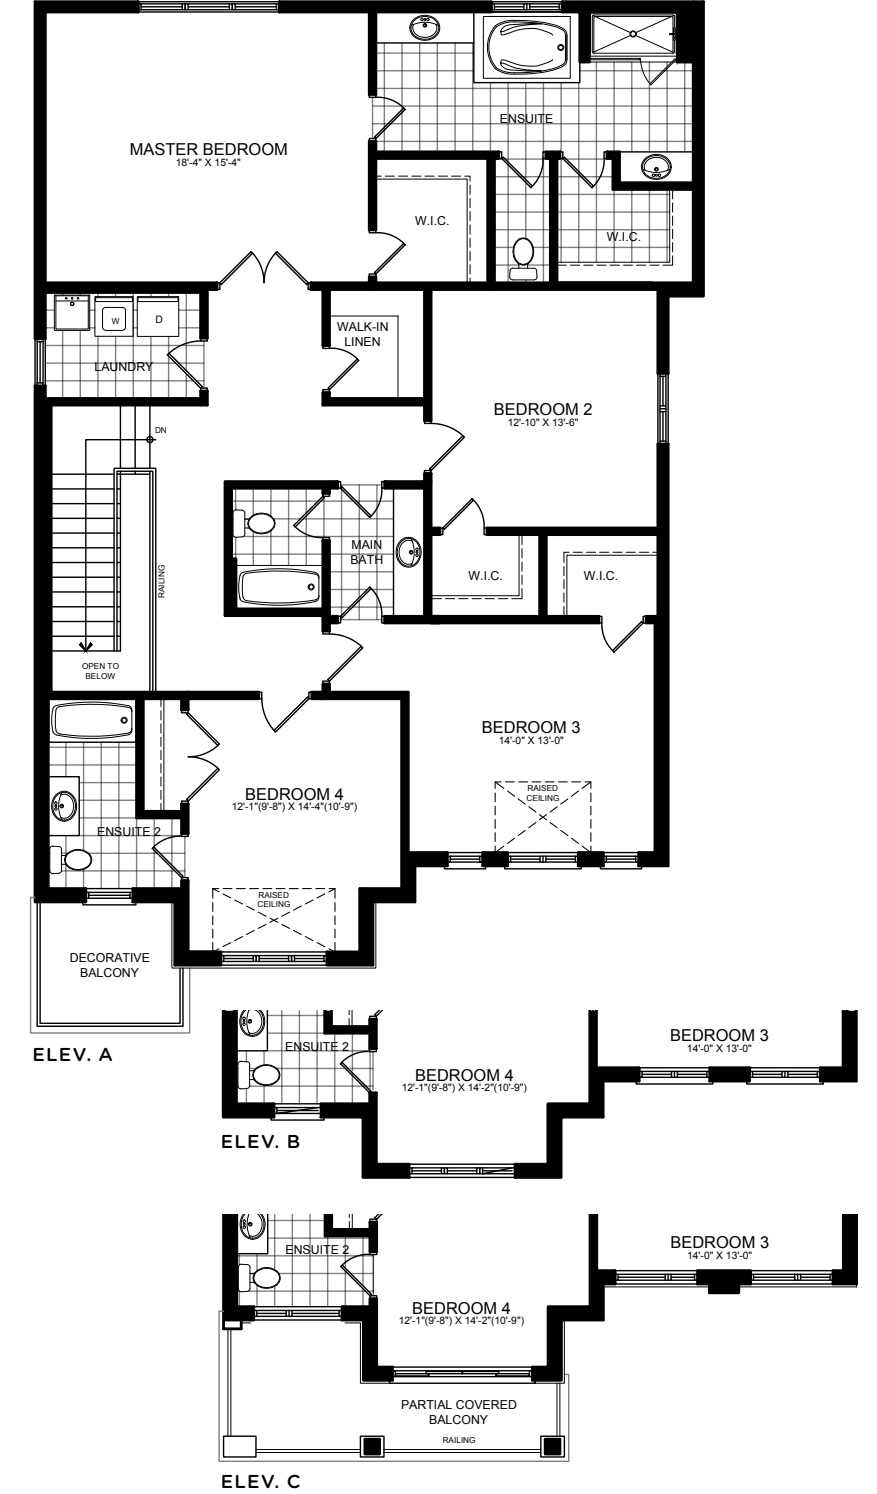 ENSUITE
MASTER BEDROOM
18'-4" X 15'-4"
W.I.C.
W.I.C.
W
D
LAUNDRY
WALK-IN
LINEN
BEDROOM 2
12'-10" X 13'-6"
DN
MAIN
BATH
RAILING
W.I.C.
W.I.C.
OPEN TO
BELOW
BEDROOM 3
14'-0" X 13'-0"
RAISED
CEILING
BEDROOM 4
12'-1"(9'-8") X 14'-4"(10'-9")
ENSUITE 2
RAISED
CEILING
DECORATIVE
BALCONY
ELEV. A
ENSUITE 2
BEDROOM 4
12'-1"(9'-8") X 14'-2"(10'-9")
BEDROOM 3
14'-0" X 13'-0"
ELEV. B
ENSUITE 2
BEDROOM 4
12'-1"(9'-8") X 14'-2"(10'-9")
BEDROOM 3
14'-0" X 13'-0"
PARTIAL COVERED
BALCONY
RAILING
ELEV. C